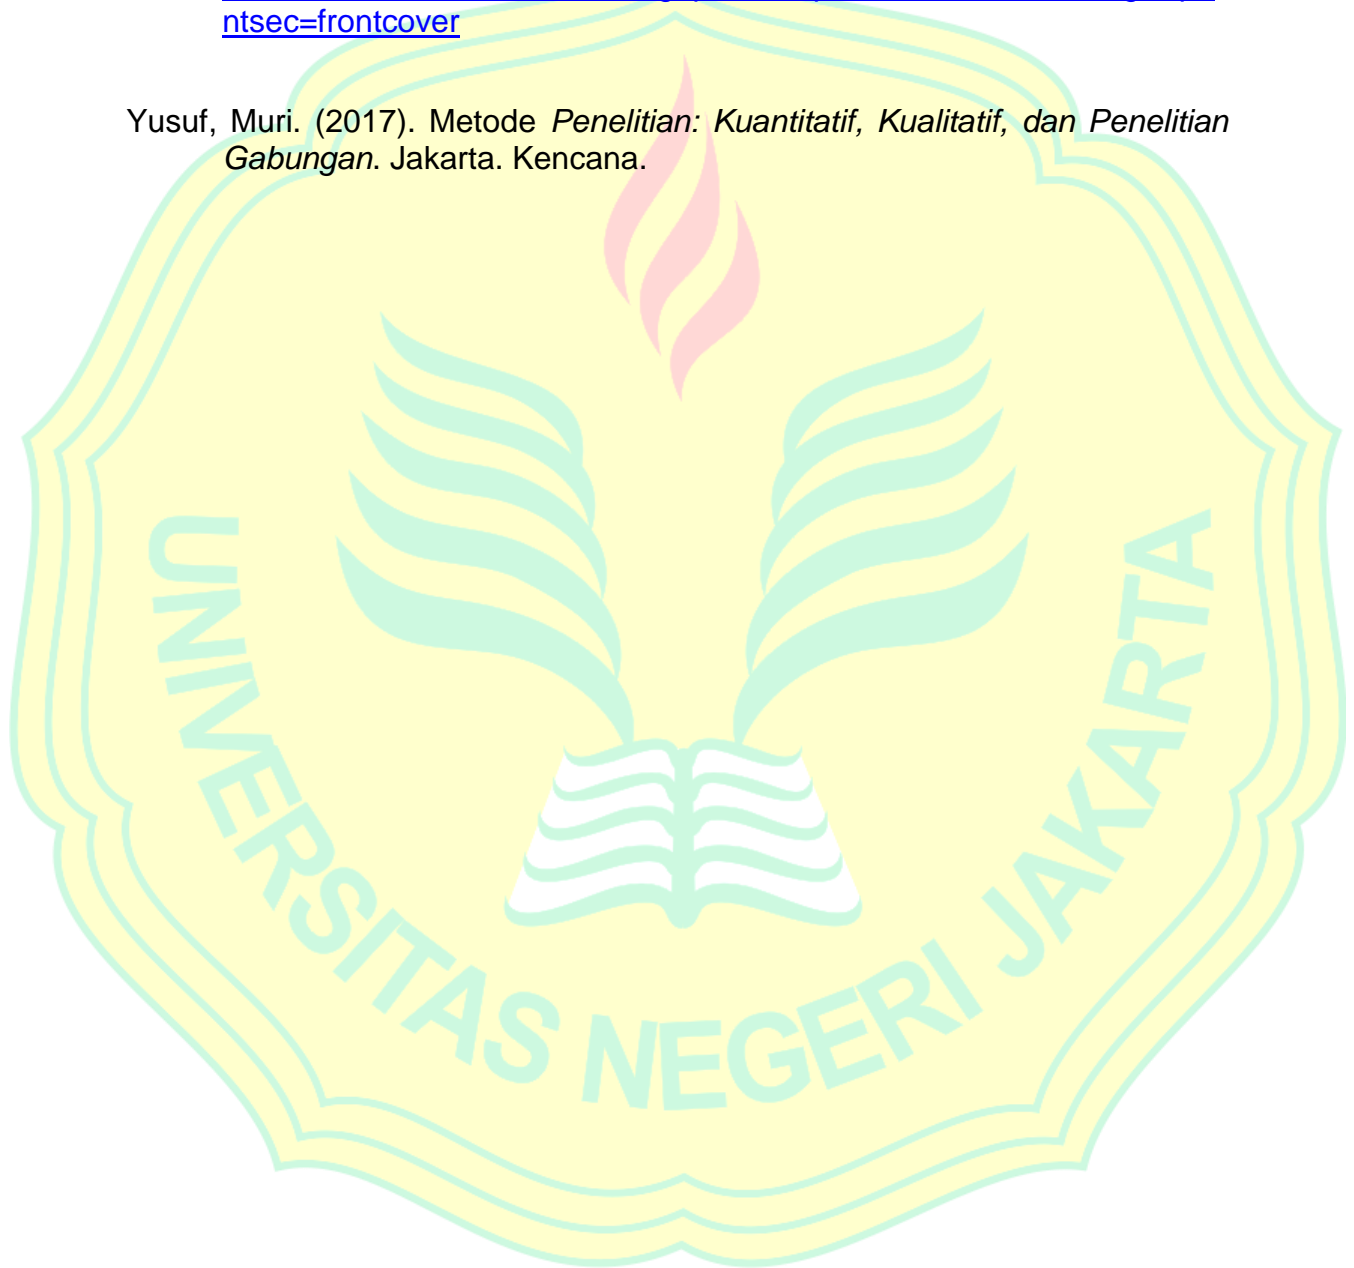 ntsec=frontcover
Yusuf, Muri. (2017). Metode Penelitian: Kuantitatif, Kualitatif, dan Penelitian
Gabungan. Jakarta. Kencana.
UNIVERSITAS NEGERI JAKARTA